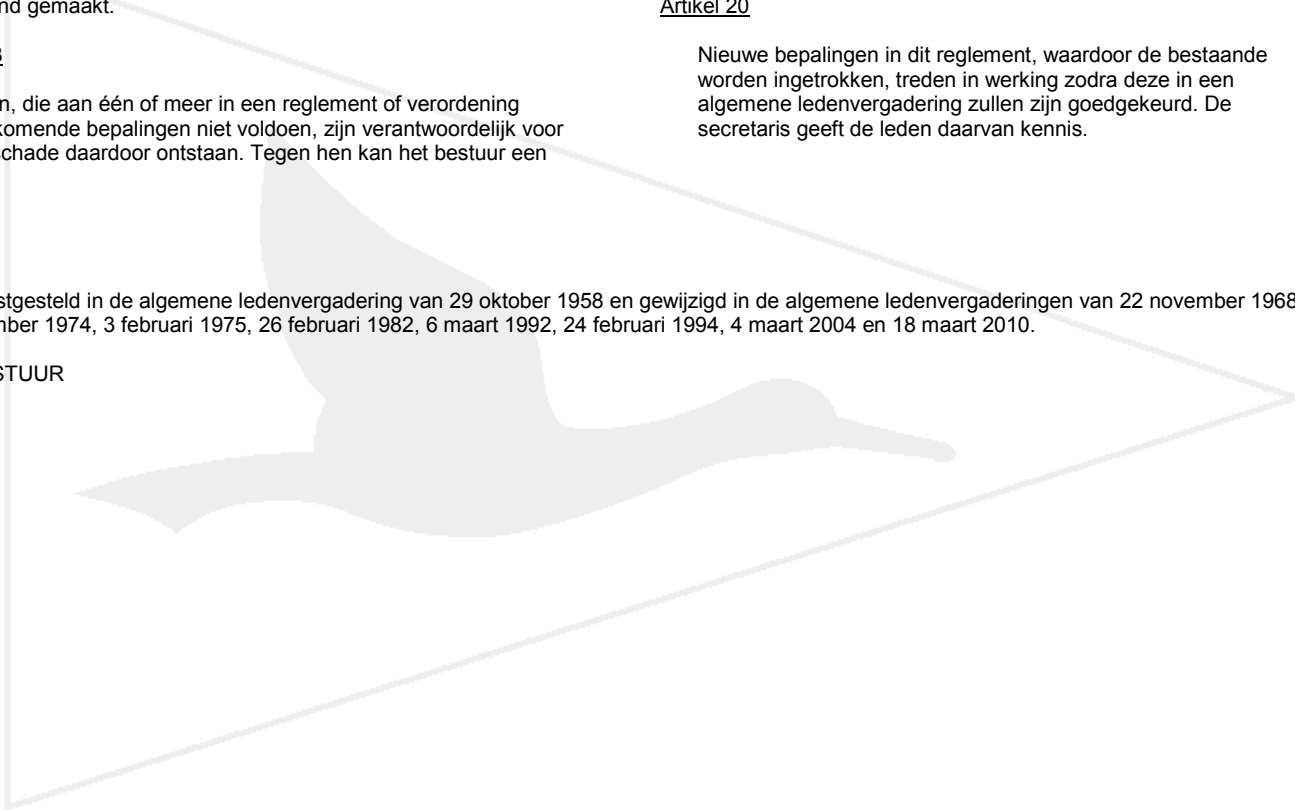 nd gemaakt.
n, die aan één of meer in een reglement of verordening
komende bepalingen niet voldoen, zijn verantwoordelijk voor
schade daardoor ontstaan. Tegen hen kan het bestuur een
Artikel 20
Nieuwe bepalingen in dit reglement, waardoor de bestaande
worden ingetrokken, treden in werking zodra deze in een
algemene ledenvergadering zullen zijn goedgekeurd. De
secretaris geeft de leden daarvan kennis.
stgesteld in de algemene ledenvergadering van 29 oktober 1958 en gewijzigd in de algemene ledenvergaderingen van 22 november 1968
mber 1974, 3 februari 1975, 26 februari 1982, 6 maart 1992, 24 februari 1994, 4 maart 2004 en 18 maart 2010.
STUUR